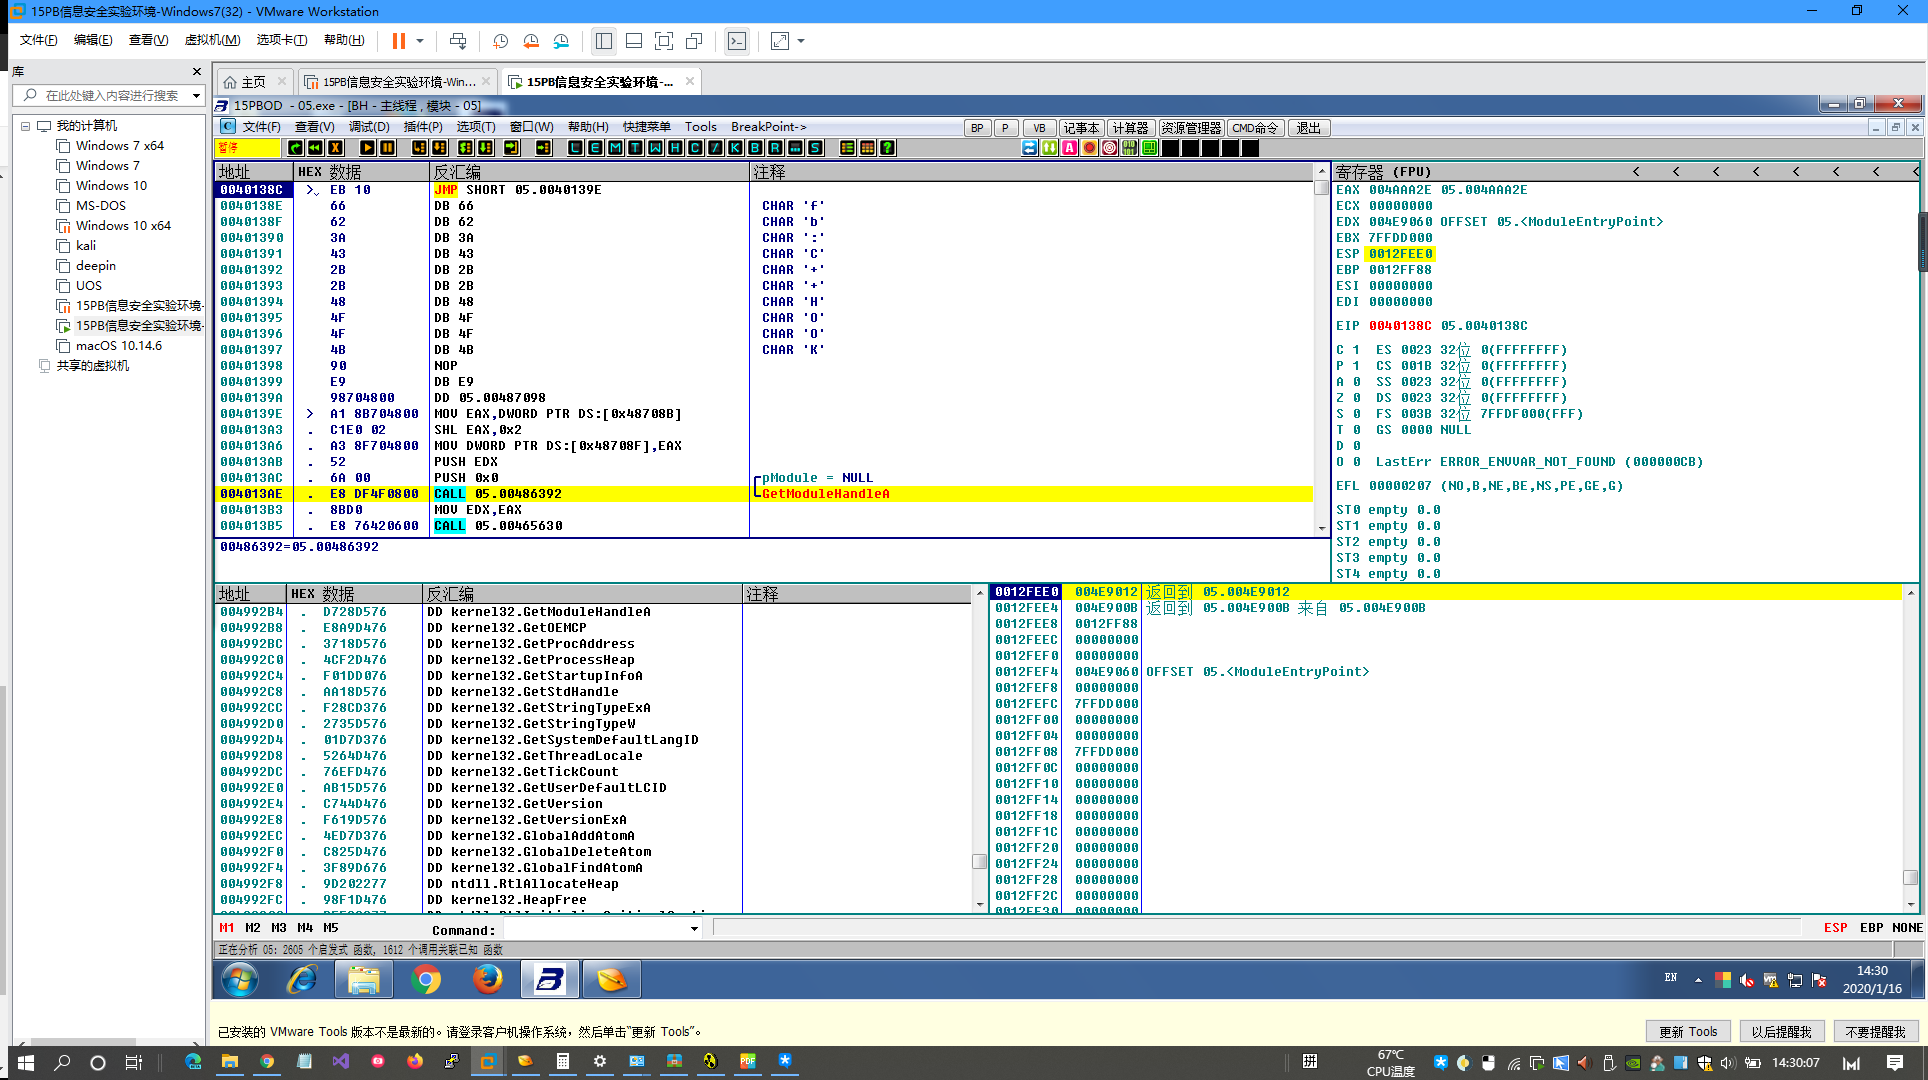 15PB信息安全实验环境-Windows7(32) - VMware Workstation
文件(F) 编辑(E) 查看(V) 虚拟机(M) 选项卡(T) 帮助(H)
库
在此处键入内容进行搜索
我的计算机
Windows 7 x64
Windows 7
Windows 10
MS-DOS
Windows 10 x64
kali
deepin
UOS
15PB信息安全实验环境-
15PB信息安全实验环境-
macOS 10.14.6
共享的虚拟机
主页 15PB信息安全实验环境-Win... 15PB信息安全实验环境-...
15PBOD - 05.exe - [BH - 主线程 , 模块 - 05]
文件(F) 查看(V) 调试(D) 插件(P) 选项(T) 窗口(W) 帮助(H) 快捷菜单 Tools BreakPoint-> BP P VB 记事本 计算器 资源管理器 CMD命令 退出
暂停 L E M T W H C / K B R ... S
地址 HEX 数据 反汇编 注释
0040138C > EB 10 JMP SHORT 05.0040139E
0040138E 66 DB 66 CHAR 'f'
0040138F 62 DB 62 CHAR 'b'
00401390 3A DB 3A CHAR ':'
00401391 43 DB 43 CHAR 'C'
00401392 2B DB 2B CHAR '+'
00401393 2B DB 2B CHAR '+'
00401394 48 DB 48 CHAR 'H'
00401395 4F DB 4F CHAR 'O'
00401396 4F DB 4F CHAR 'O'
00401397 4B DB 4B CHAR 'K'
00401398 90 NOP
00401399 E9 DB E9
0040139A 98704800 DD 05.00487098
0040139E > A1 8B704800 MOV EAX,DWORD PTR DS:[0x48708B]
004013A3 . C1E0 02 SHL EAX,0x2
004013A6 . A3 8F704800 MOV DWORD PTR DS:[0x48708F],EAX
004013AB . 52 PUSH EDX
004013AC . 6A 00 PUSH 0x0 pModule = NULL
004013AE . E8 DF4F0800 CALL 05.00486392 GetModuleHandleA
004013B3 . 8BD0 MOV EDX,EAX
004013B5 . E8 76420600 CALL 05.00465630
00486392=05.00486392
寄存器 (FPU) < < < < < < < <
EAX 004AAA2E 05.004AAA2E
ECX 00000000
EDX 004E9060 OFFSET 05.<ModuleEntryPoint>
EBX 7FFDD000
ESP 0012FEE0
EBP 0012FF88
ESI 00000000
EDI 00000000
EIP 0040138C 05.0040138C
C 1 ES 0023 32位 0(FFFFFFFF)
P 1 CS 001B 32位 0(FFFFFFFF)
A 0 SS 0023 32位 0(FFFFFFFF)
Z 0 DS 0023 32位 0(FFFFFFFF)
S 0 FS 003B 32位 7FFDF000(FFF)
T 0 GS 0000 NULL
D 0
O 0 LastErr ERROR_ENVVAR_NOT_FOUND (000000CB)
EFL 00000207 (NO,B,NE,BE,NS,PE,GE,G)
ST0 empty 0.0
ST1 empty 0.0
ST2 empty 0.0
ST3 empty 0.0
ST4 empty 0.0
地址 HEX 数据 反汇编 注释
004992B4 . D728D576 DD kernel32.GetModuleHandleA
004992B8 . E8A9D476 DD kernel32.GetOEMCP
004992BC . 3718D576 DD kernel32.GetProcAddress
004992C0 . 4CF2D476 DD kernel32.GetProcessHeap
004992C4 . F01DD076 DD kernel32.GetStartupInfoA
004992C8 . AA18D576 DD kernel32.GetStdHandle
004992CC . F28CD376 DD kernel32.GetStringTypeExA
004992D0 . 2735D576 DD kernel32.GetStringTypeW
004992D4 . 01D7D376 DD kernel32.GetSystemDefaultLangID
004992D8 . 5264D476 DD kernel32.GetThreadLocale
004992DC . 76EFD476 DD kernel32.GetTickCount
004992E0 . AB15D576 DD kernel32.GetUserDefaultLCID
004992E4 . C744D476 DD kernel32.GetVersion
004992E8 . F619D576 DD kernel32.GetVersionExA
004992EC . 4ED7D376 DD kernel32.GlobalAddAtomA
004992F0 . C825D476 DD kernel32.GlobalDeleteAtom
004992F4 . 3F89D676 DD kernel32.GlobalFindAtomA
004992F8 . 9D202277 DD ntdll.RtlAllocateHeap
004992FC . 98F1D476 DD kernel32.HeapFree
0012FEE0 004E9012 返回到 05.004E9012
0012FEE4 004E900B 返回到 05.004E900B 来自 05.004E900B
0012FEE8 0012FF88
0012FEEC 00000000
0012FEF0 00000000
0012FEF4 004E9060 OFFSET 05.<ModuleEntryPoint>
0012FEF8 00000000
0012FEFC 7FFDD000
0012FF00 00000000
0012FF04 00000000
0012FF08 7FFDD000
0012FF0C 00000000
0012FF10 00000000
0012FF14 00000000
0012FF18 00000000
0012FF1C 00000000
0012FF20 00000000
0012FF24 00000000
0012FF28 00000000
0012FF2C 00000000
0012FF30 00000000
M1 M2 M3 M4 M5 Command: ESP EBP NONE
正在分析 05: 2605 个启发式 函数, 1612 个调用关联已知 函数
EN 14:30
2020/1/16
已安装的 VMware Tools 版本不是最新的。请登录客户机操作系统，然后单击“更新 Tools”。 更新 Tools 以后提醒我 不要提醒我
拼 67℃
CPU温度
14:30:07